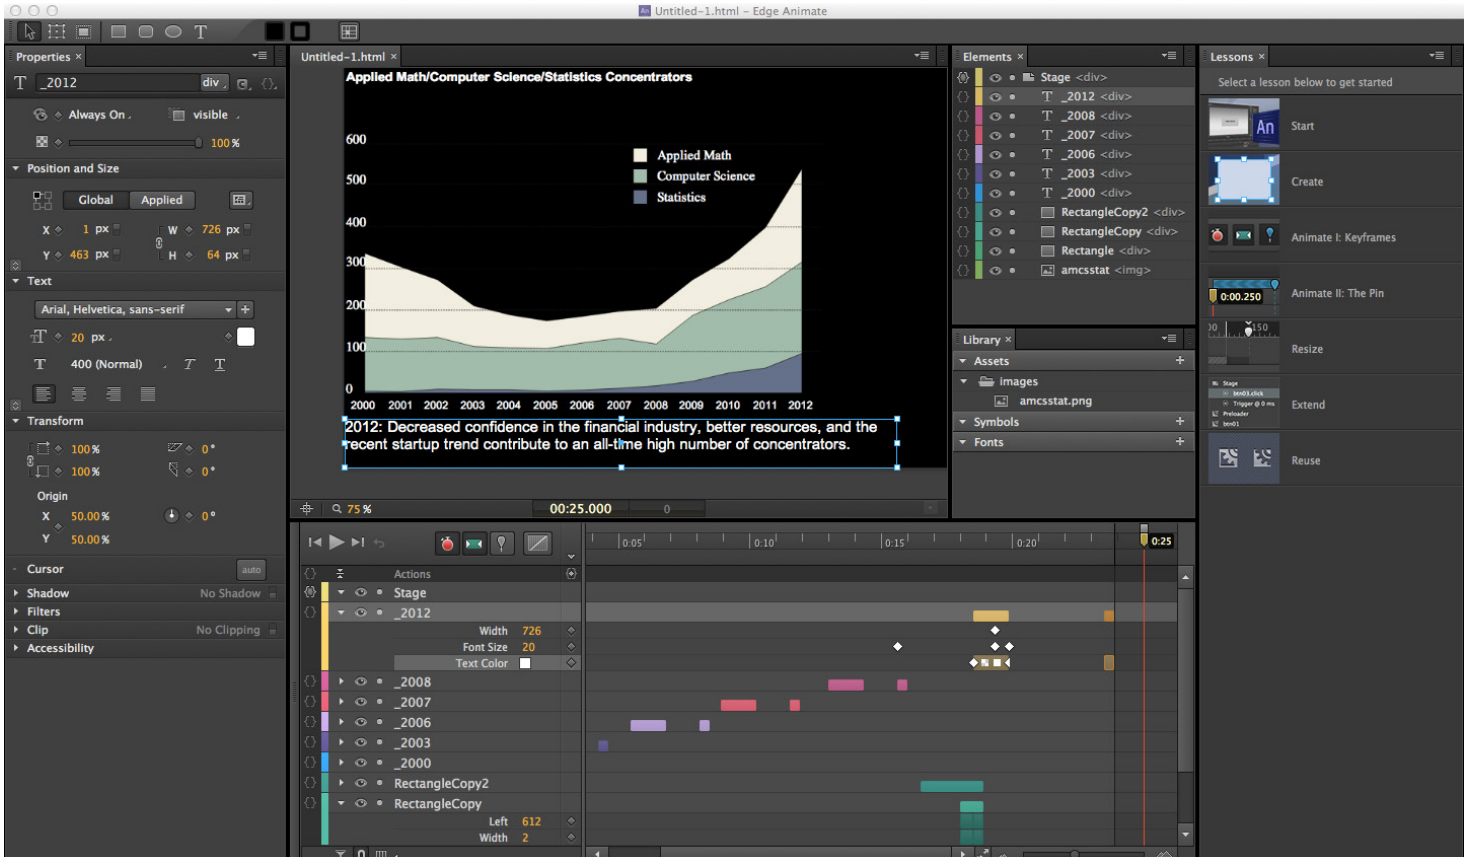 Untitled-1.html - Edge Animate
T
Properties ×
T _2012 div
Always On visible
100 %
Position and Size
Global Applied
X 1 px W 726 px
Y 463 px H 64 px
Text
Arial, Helvetica, sans-serif +
20 px
T 400 (Normal) T T
Transform
100 % 0°
100 % 0°
Origin
X 50.00 % 0°
Y 50.00 %
Cursor auto
Shadow No Shadow
Filters
Clip No Clipping
Accessibility
Untitled-1.html ×
Applied Math/Computer Science/Statistics Concentrators
600
500
400
300
200
100
0
Applied Math
Computer Science
Statistics
2000 2001 2002 2003 2004 2005 2006 2007 2008 2009 2010 2011 2012
2012: Decreased confidence in the financial industry, better resources, and the
recent startup trend contribute to an all-time high number of concentrators.
75 % 00:25.000 0
Elements ×
Stage <div>
T _2012 <div>
T _2008 <div>
T _2007 <div>
T _2006 <div>
T _2003 <div>
T _2000 <div>
RectangleCopy2 <div>
RectangleCopy <div>
Rectangle <div>
amcsstat <img>
Library ×
Assets +
images
amcsstat.png
Symbols +
Fonts +
Lessons ×
Select a lesson below to get started
An Start
Create
Animate I: Keyframes
0:00.250 Animate II: The Pin
150 Resize
Stage
btn03.click
Trigger @ 0 ms
Preloader
btn01
Extend
Reuse
0:05 0:10 0:15 0:20 0:25
Actions
Stage
_2012
Width 726
Font Size 20
Text Color
_2008
_2007
_2006
_2003
_2000
RectangleCopy2
RectangleCopy
Left 612
Width 2